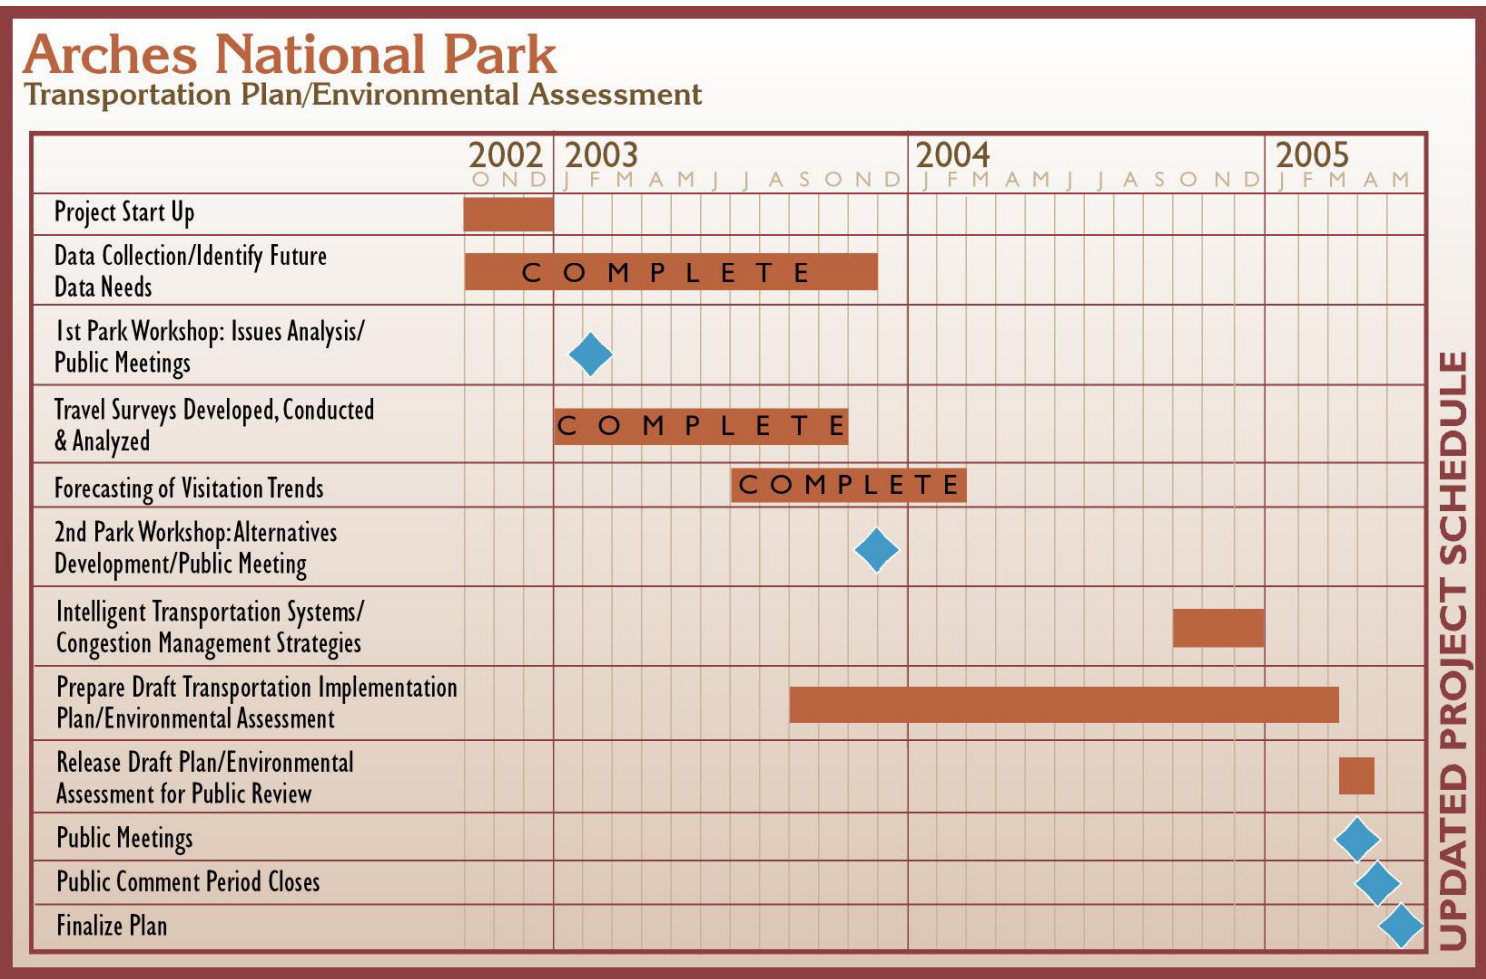 Arches National Park
Transportation Plan/Environmental Assessment
2002 2003 2004 2005
O N D J F M A M J J A S O N D J F M A M J J A S O N D J F M A M
Project Start Up
Data Collection/Identify Future
Data Needs
COMPLETE
1st Park Workshop: Issues Analysis/
Public Meetings
Travel Surveys Developed, Conducted
& Analyzed
COMPLETE
Forecasting of Visitation Trends
COMPLETE
2nd Park Workshop: Alternatives
Development/Public Meeting
Intelligent Transportation Systems/
Congestion Management Strategies
Prepare Draft Transportation Implementation
Plan/Environmental Assessment
Release Draft Plan/Environmental
Assessment for Public Review
Public Meetings
Public Comment Period Closes
Finalize Plan
UPDATED PROJECT SCHEDULE